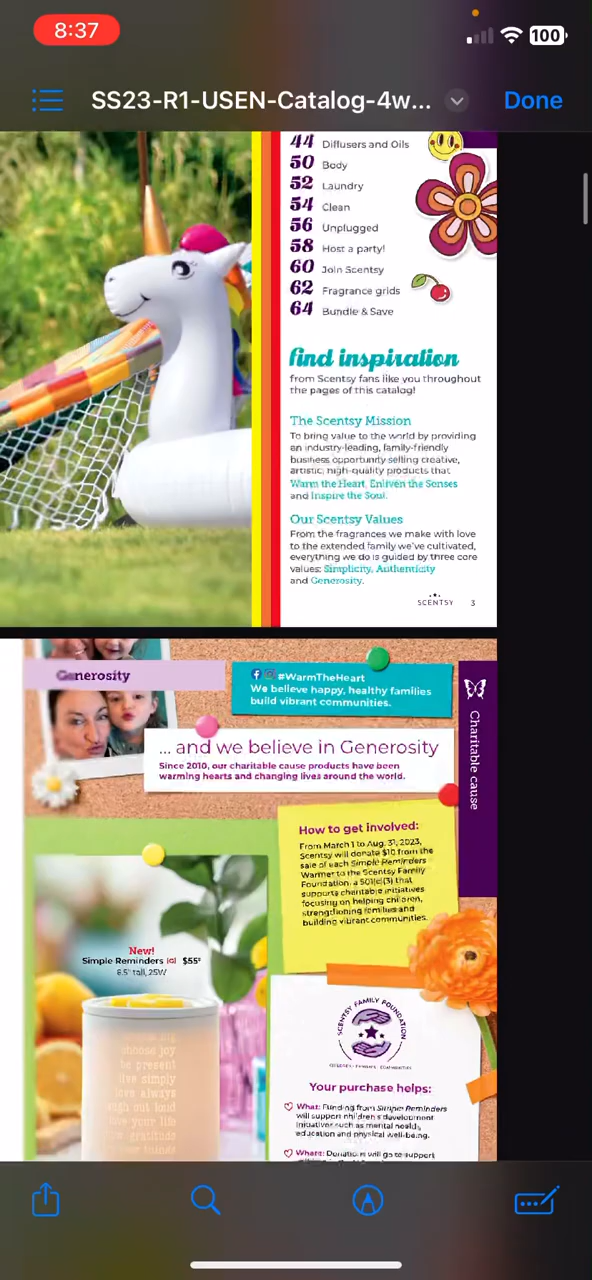 8:37
100
SS23-R1-USEN-Catalog-4w...
Done
44 Diffusers and Oils
50 Body
52 Laundry
54 Clean
56 Unplugged
58 Host a party!
60 Join Scentsy
62 Fragrance grids
64 Bundle & Save
find inspiration
from Scentsy fans like you throughout
the pages of this catalog!
The Scentsy Mission
To bring value to the world by providing
an industry-leading, family-friendly
business opportunity selling creative,
artistic, high-quality products that
Warm the Heart, Enliven the Senses
and Inspire the Soul.
Our Scentsy Values
From the fragrances we make with love
to the extended family we've cultivated,
everything we do is guided by three core
values: Simplicity, Authenticity
and Generosity.
SCENTSY 3
Generosity
#WarmTheHeart
We believe happy, healthy families
build vibrant communities.
Charitable cause
... and we believe in Generosity
Since 2010, our charitable cause products have been
warming hearts and changing lives around the world.
How to get involved:
From March 1 to Aug. 31, 2023,
Scentsy will donate $10 from the
sale of each Simple Reminders
Warmer to the Scentsy Family
Foundation, a 501(c)(3) that
supports charitable initiatives
focusing on helping children,
strengthening families and
building vibrant communities.
New!
Simple Reminders $55
6.5" tall, 25W
choose joy
be present
live simply
love always
laugh out loud
live your life
SCENTSY FAMILY FOUNDATION
Your purchase helps:
What: Funding from Simple Reminders
will support children's development
initiatives such as mental health,
education and physical well-being.
Where: Donations will go to support